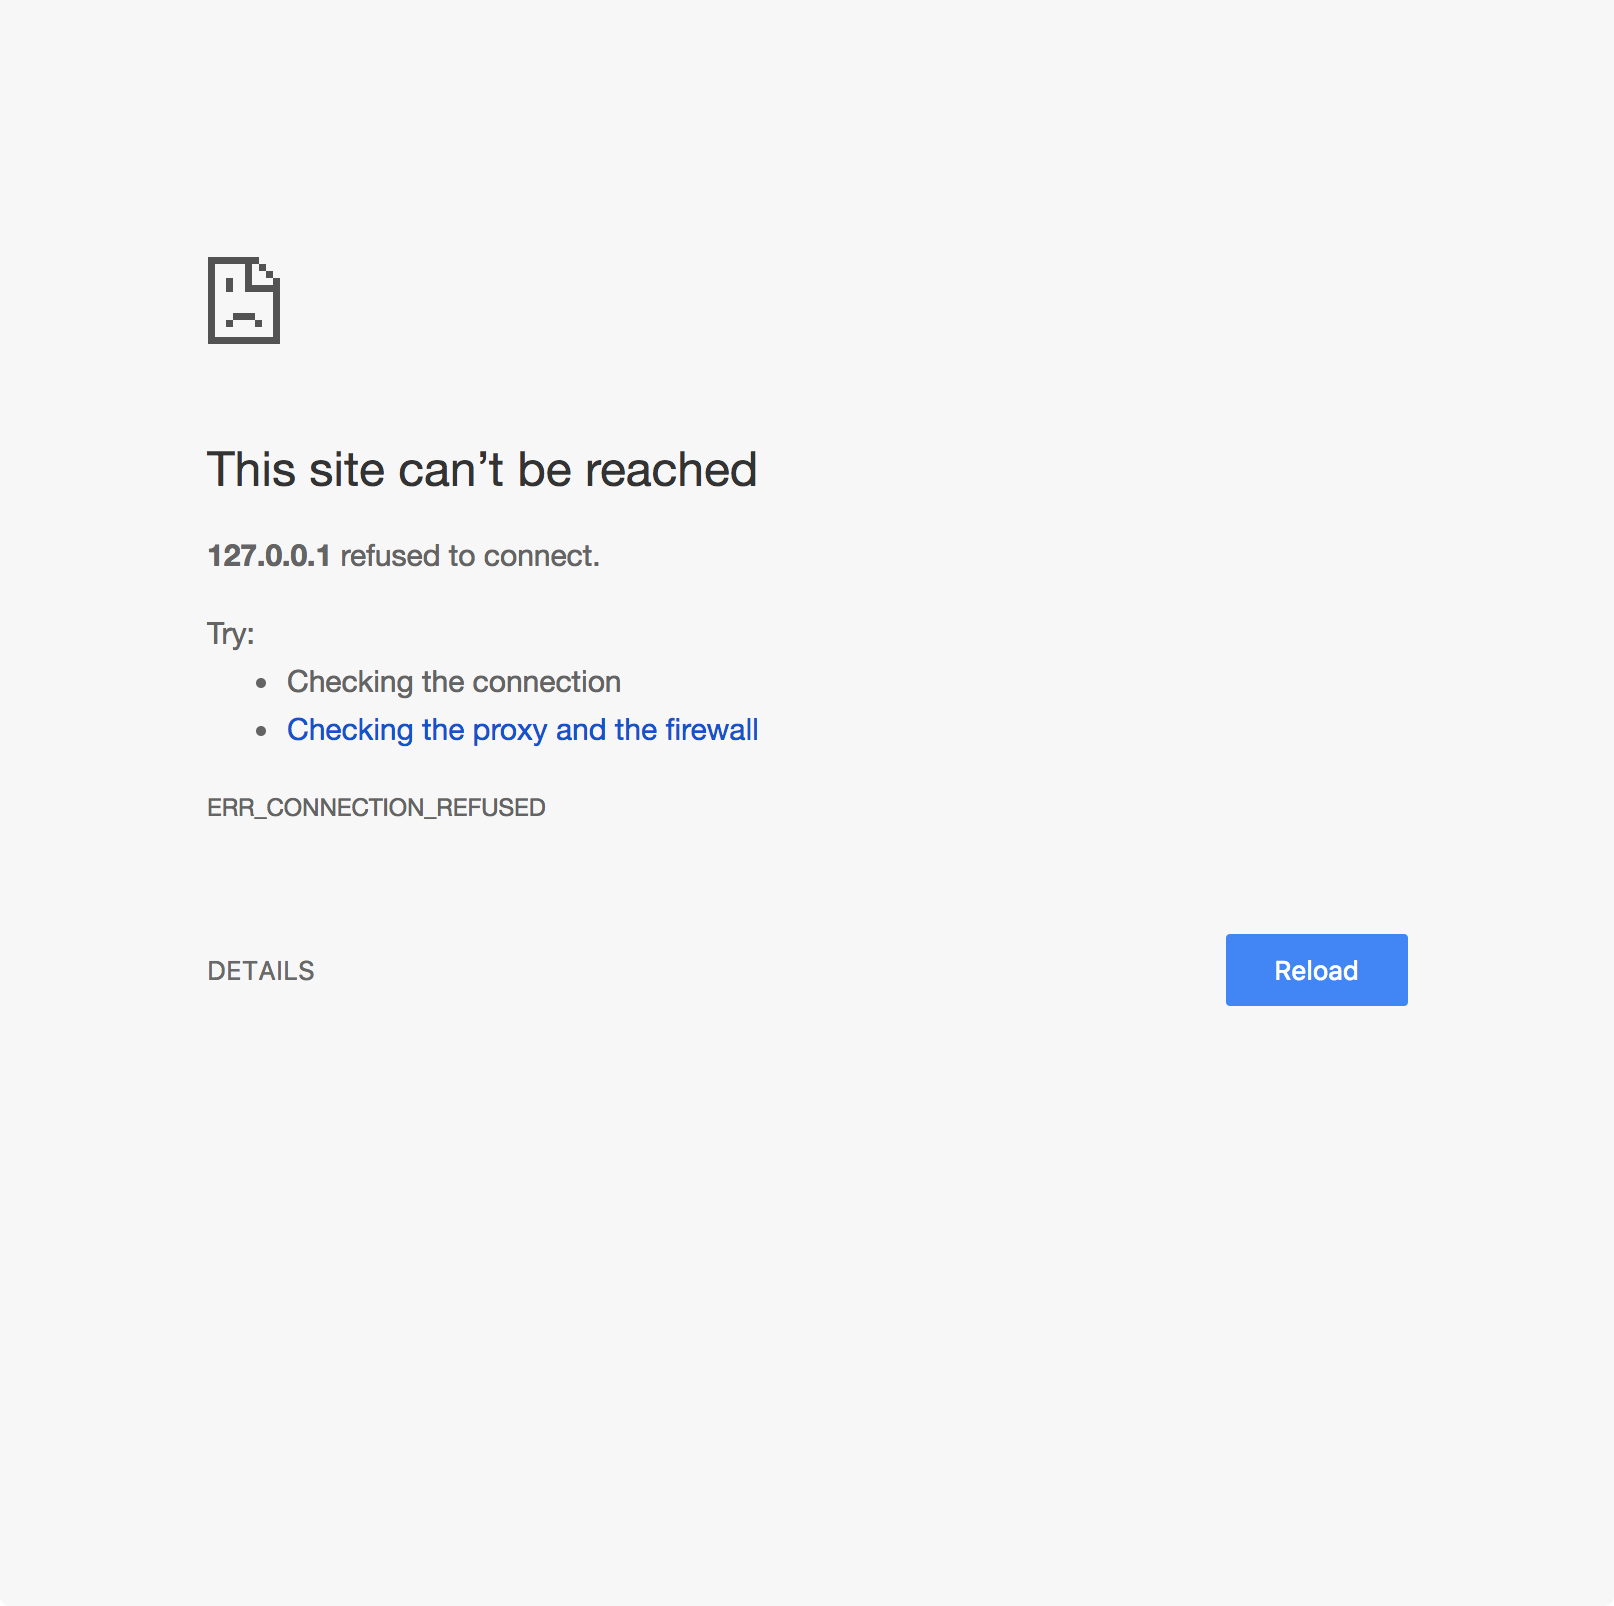 This site can’t be reached
127.0.0.1 refused to connect.
Try:
• Checking the connection
• Checking the proxy and the firewall
ERR_CONNECTION_REFUSED
DETAILS
Reload